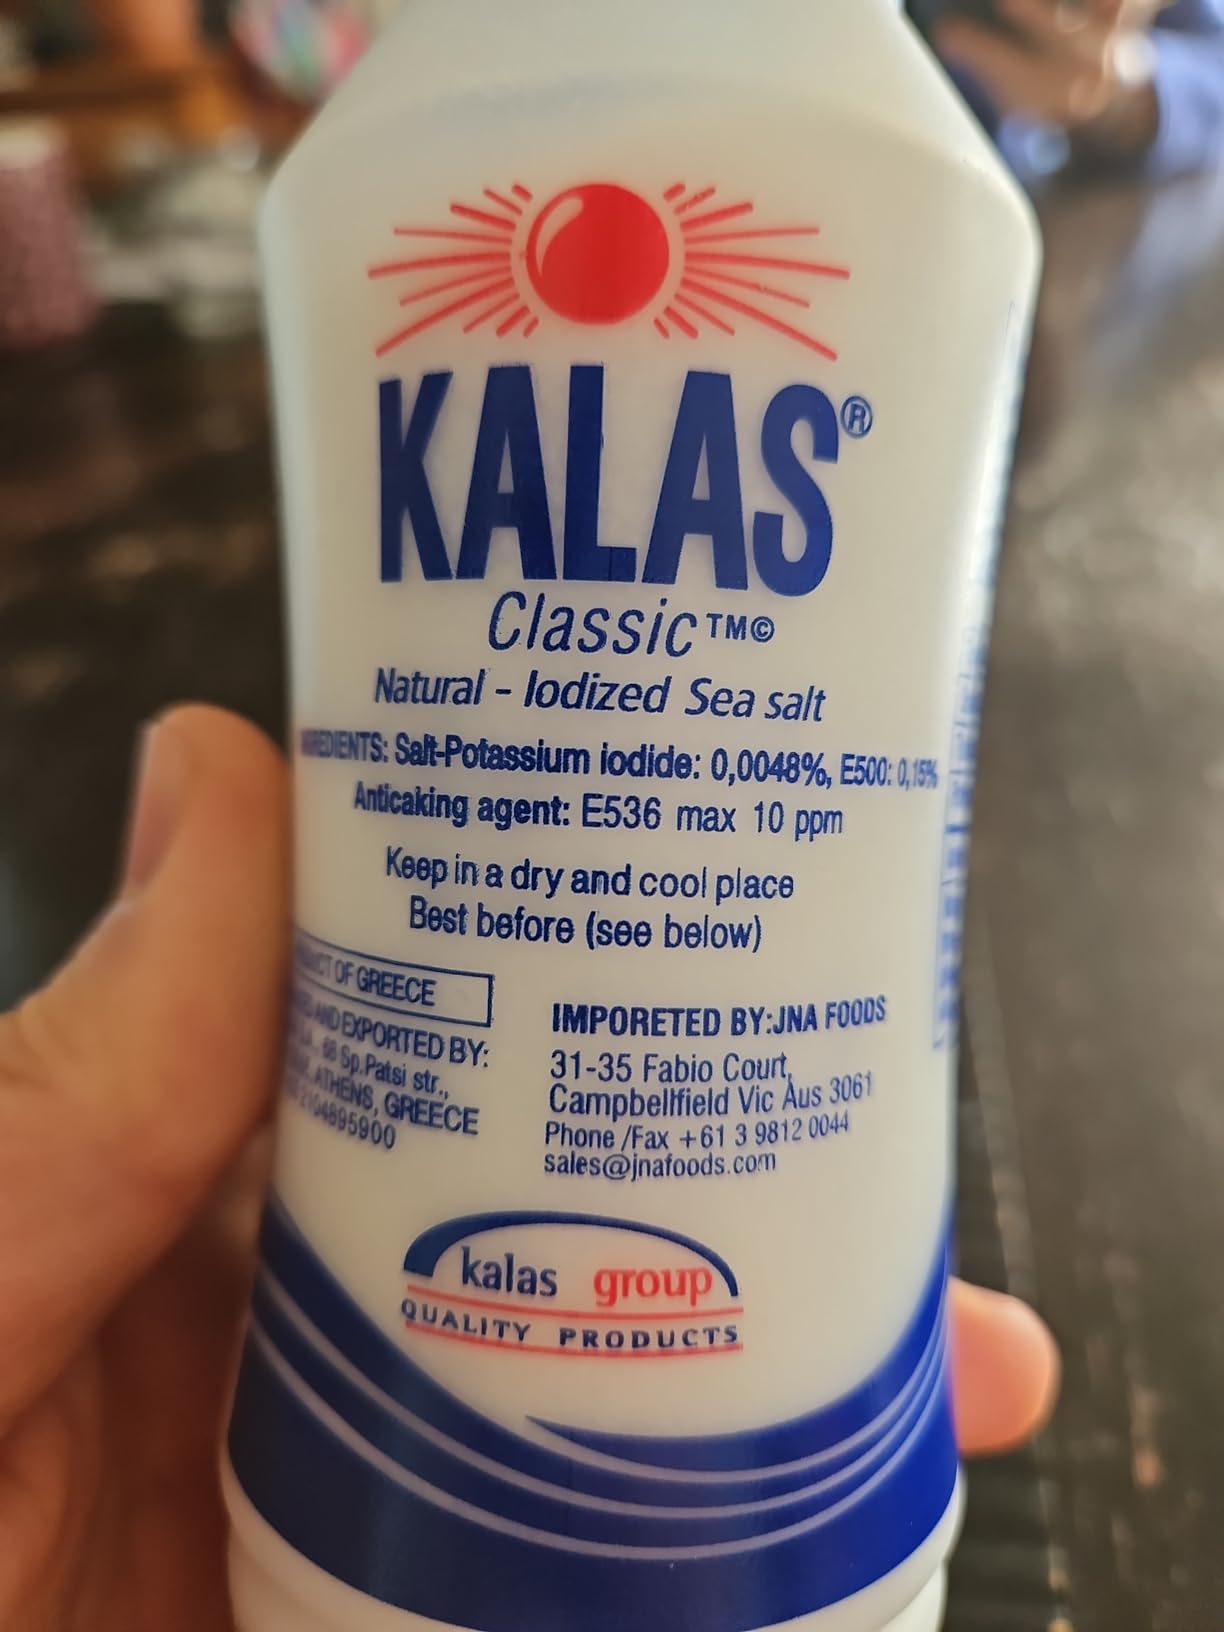 KALAS®
Classic™©
Natural - Iodized Sea salt
INGREDIENTS: Salt-Potassium iodide: 0,0048%, E500: 0,15%
Anticaking agent: E536 max 10 ppm
Keep in a dry and cool place
Best before (see below)
OF GREECE
AND EXPORTED BY:
Sp.Patsi str.,
ATHENS, GREECE
2104895900
IMPORETED BY:JNA FOODS
31-35 Fabio Court,
Campbellfield Vic Aus 3061
Phone /Fax +61 3 9812 0044
sales@jnafoods.com
kalas group
QUALITY PRODUCTS